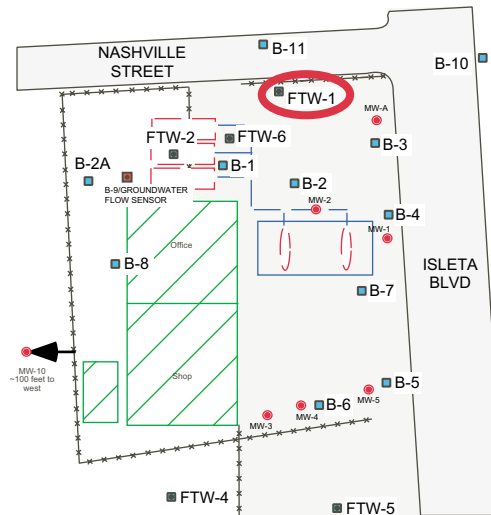 NASHVILLE
STREET
B-11
B-10
FTW-1
MW-A
FTW-2
FTW-6
B-3
B-1
B-2A
B-9/GROUNDWATER
FLOW SENSOR
B-2
MW-2
B-4
MW-1
Office
B-8
ISLETA
BLVD
B-7
MW-10
~100 feet to
west
Shop
B-5
MW-5
B-6
MW-4
MW-3
FTW-4
FTW-5